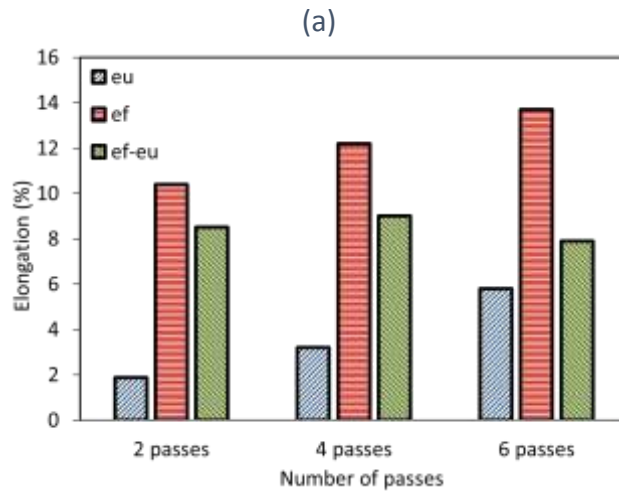 (a)
16
14
12
10
8
6
4
2
0
Elongation (%)
eu
ef
ef-eu
2 passes 4 passes 6 passes
Number of passes